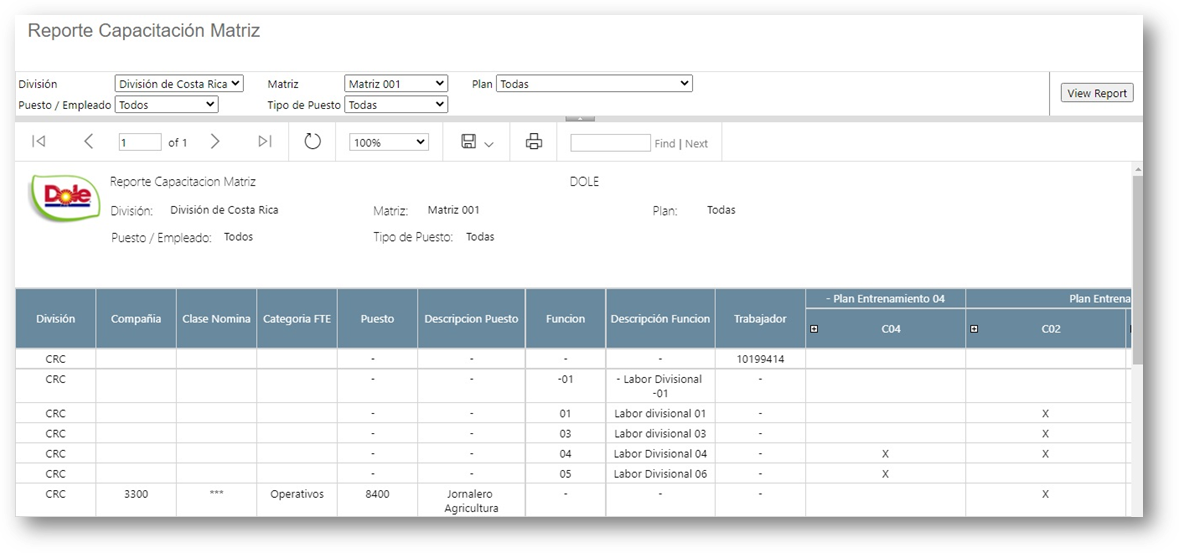 Reporte Capacitación Matriz
División División de Costa Rica Matriz Matriz 001 Plan Todas
Puesto / Empleado Todos Tipo de Puesto Todas
View Report
1 of 1 100% Find | Next
Dole
Reporte Capacitacion Matriz DOLE
División: División de Costa Rica Matriz: Matriz 001 Plan: Todas
Puesto / Empleado: Todos Tipo de Puesto: Todas
- Plan Entrenamiento 04 Plan Entrena
División Compañia Clase Nomina Categoria FTE Puesto Descripcion Puesto Funcion Descripción Funcion Trabajador C04 C02
CRC - - - - 10199414
CRC - - -01 - Labor Divisional -
-01
CRC - - 01 Labor divisional 01 - X
CRC - - 03 Labor divisional 03 - X
CRC - - 04 Labor Divisional 04 - X X
CRC - - 05 Labor Divisional 06 - X
CRC 3300 *** Operativos 8400 Jornalero - - - X
Agricultura